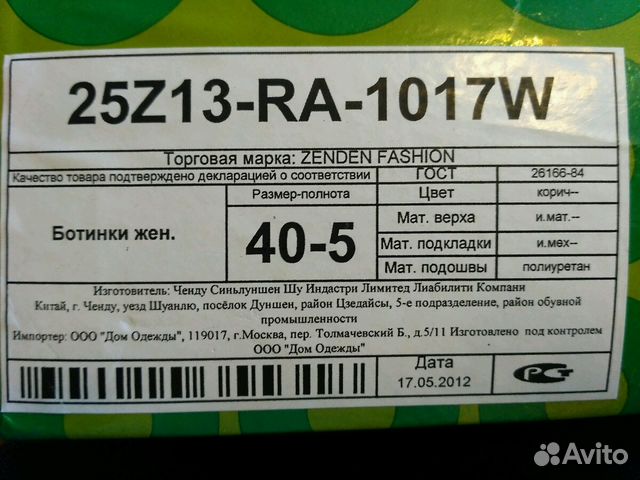 25Z13-RA-1017W
Торговая марка: ZENDEN FASHION
Качество товара подтверждено декларацией о соответствии
ГОСТ
26166-84
Ботинки жен.
Размер-полнота
40-5
Цвет
корич--
Мат. верха
и.мат.--
Мат. подкладки
и.мех--
Мат. подошвы
полиуретан
Изготовитель: Ченду Синьлуншен Шу Индастри Лимитед Лиабилити Компани
Китай, г. Ченду, уезд Шуанлю, посёлок Дуншен, район Цзедайсы, 5-е подразделение, район обувной
промышленности
Импортер: ООО "Дом Одежды", 119017, г.Москва, пер. Толмачевский Б., д.5/11 Изготовлено под контролем
ООО "Дом Одежды"
Дата
17.05.2012
РСТ
Avito